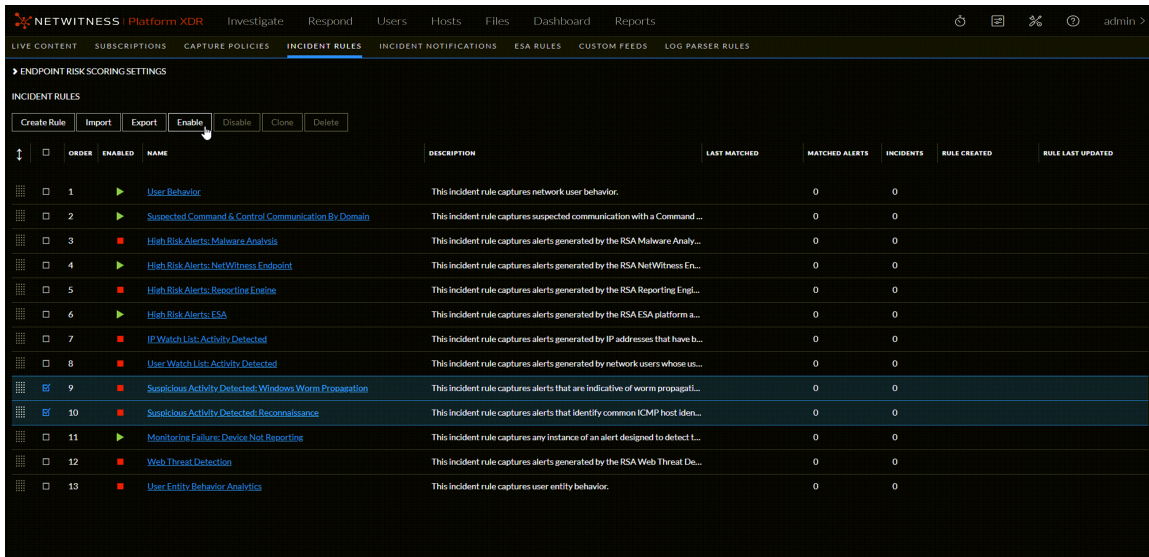 NETWITNESS Platform XDR Investigate Respond Users Hosts Files Dashboard Reports admin >
LIVE CONTENT SUBSCRIPTIONS CAPTURE POLICIES INCIDENT RULES INCIDENT NOTIFICATIONS ESA RULES CUSTOM FEEDS LOG PARSER RULES
ENDPOINT RISK SCORING SETTINGS
INCIDENT RULES
Create Rule Import Export Enable Disable Clone Delete
ORDER ENABLED NAME DESCRIPTION LAST MATCHED MATCHED ALERTS INCIDENTS RULE CREATED RULE LAST UPDATED
1 User Behavior This incident rule captures network user behavior. 0 0
2 Suspected Command & Control Communication By Domain This incident rule captures suspected communication with a Command ... 0 0
3 High Risk Alerts: Malware Analysis This incident rule captures alerts generated by the RSA Malware Analy... 0 0
4 High Risk Alerts: NetWitness Endpoint This incident rule captures alerts generated by the RSA NetWitness En... 0 0
5 High Risk Alerts: Reporting Engine This incident rule captures alerts generated by the RSA Reporting Engi... 0 0
6 High Risk Alerts: ESA This incident rule captures alerts generated by the RSA ESA platform a... 0 0
7 IP Watch List: Activity Detected This incident rule captures alerts generated by IP addresses that have b... 0 0
8 User Watch List: Activity Detected This incident rule captures alerts generated by network users whose us... 0 0
9 Suspicious Activity Detected: Windows Worm Propagation This incident rule captures alerts that are indicative of worm propagati... 0 0
10 Suspicious Activity Detected: Reconnaissance This incident rule captures alerts that identify common ICMP host iden... 0 0
11 Monitoring Failure: Device Not Reporting This incident rule captures any instance of an alert designed to detect t... 0 0
12 Web Threat Detection This incident rule captures alerts generated by the RSA Web Threat De... 0 0
13 User Entity Behavior Analytics This incident rule captures user entity behavior. 0 0